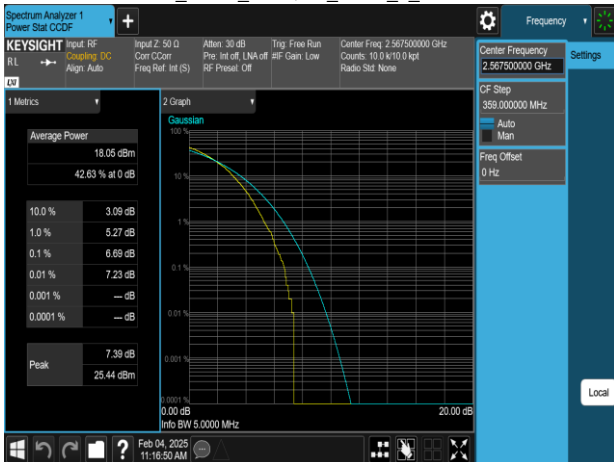 Spectrum Analyzer 1
Power Stat CCDF
+
Frequency
KEYSIGHT
RL
LXI
Input: RF
Coupling: DC
Align: Auto
Input Z: 50 Ω
Corr CCorr
Freq Ref: Int (S)
Atten: 30 dB
Pre: Int off, LNA off
RF Preset: Off
Trig: Free Run
#IF Gain: Low
Center Freq: 2.567500000 GHz
Counts: 10.0 k/10.0 kpt
Radio Std: None
Center Frequency
2.567500000 GHz
Settings
CF Step
359.000000 MHz
Auto
Man
Freq Offset
0 Hz
Local
1 Metrics
Average Power
18.05 dBm
42.63 % at 0 dB
10.0 % 3.09 dB
1.0 % 5.27 dB
0.1 % 6.69 dB
0.01 % 7.23 dB
0.001 % --- dB
0.0001 % --- dB
Peak
7.39 dB
25.44 dBm
2 Graph
Gaussian
100 %
10 %
1 %
0.1 %
0.01 %
0.001 %
0.0001 %
0.00 dB 20.00 dB
Info BW 5.0000 MHz
?
Feb 04, 2025
11:16:50 AM